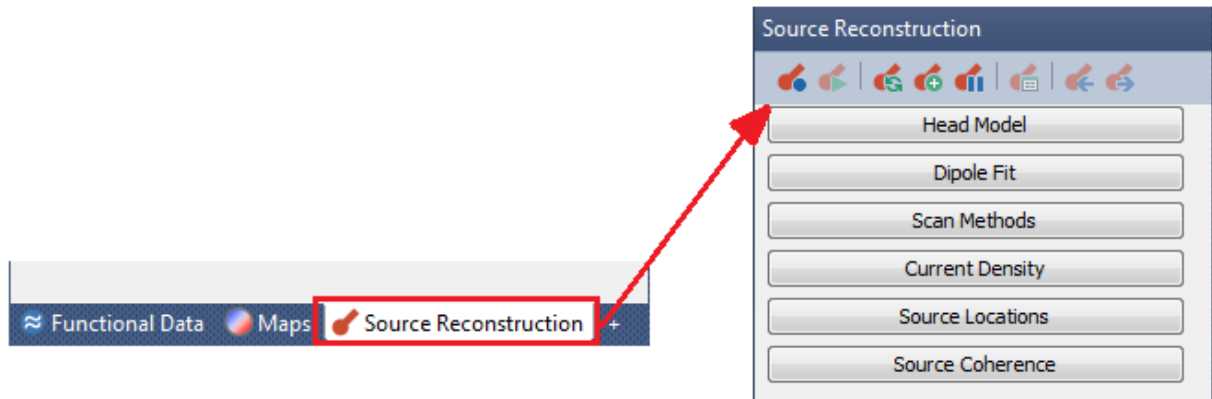 Source Reconstruction
Head Model
Dipole Fit
Scan Methods
Current Density
Source Locations
Source Coherence
Functional Data Maps Source Reconstruction +